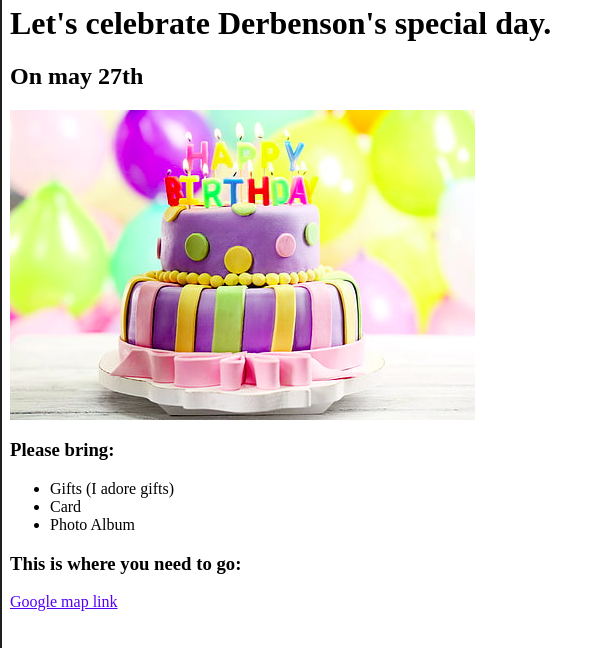 Let's celebrate Derbenson's special day.
On may 27th
HAPPY
BIRTHDAY
Please bring:
Gifts (I adore gifts)
Card
Photo Album
This is where you need to go:
Google map link